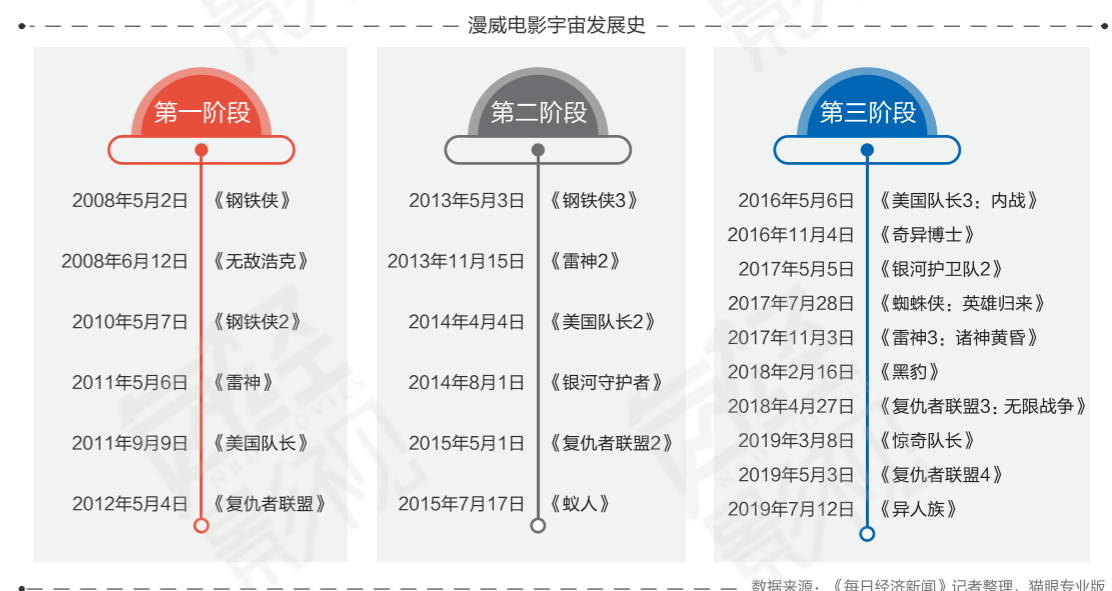 漫威电影宇宙发展史
第一阶段
2008年5月2日 《钢铁侠》
2008年6月12日 《无敌浩克》
2010年5月7日 《钢铁侠2》
2011年5月6日 《雷神》
2011年9月9日 《美国队长》
2012年5月4日 《复仇者联盟》
第二阶段
2013年5月3日 《钢铁侠3》
2013年11月15日 《雷神2》
2014年4月4日 《美国队长2》
2014年8月1日 《银河守护者》
2015年5月1日 《复仇者联盟2》
2015年7月17日 《蚁人》
第三阶段
2016年5月6日 《美国队长3：内战》
2016年11月4日 《奇异博士》
2017年5月5日 《银河护卫队2》
2017年7月28日 《蜘蛛侠：英雄归来》
2017年11月3日 《雷神3：诸神黄昏》
2018年2月16日 《黑豹》
2018年4月27日 《复仇者联盟3：无限战争》
2019年3月8日 《惊奇队长》
2019年5月3日 《复仇者联盟4》
2019年7月12日 《异人族》
数据来源：《每日经济新闻》记者整理、猫眼专业版